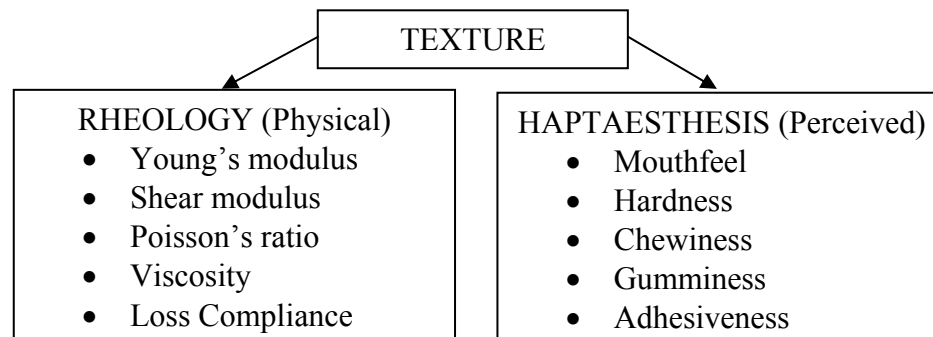 TEXTURE
RHEOLOGY (Physical)
• Young’s modulus
• Shear modulus
• Poisson’s ratio
• Viscosity
• Loss Compliance
HAPTAESTHESIS (Perceived)
• Mouthfeel
• Hardness
• Chewiness
• Gumminess
• Adhesiveness